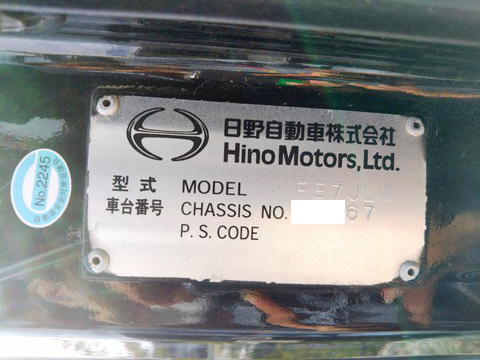 日野自動車株式会社
Hino Motors, Ltd.
型式 MODEL
車台番号 CHASSIS NO. 67
P.S. CODE
No.2245